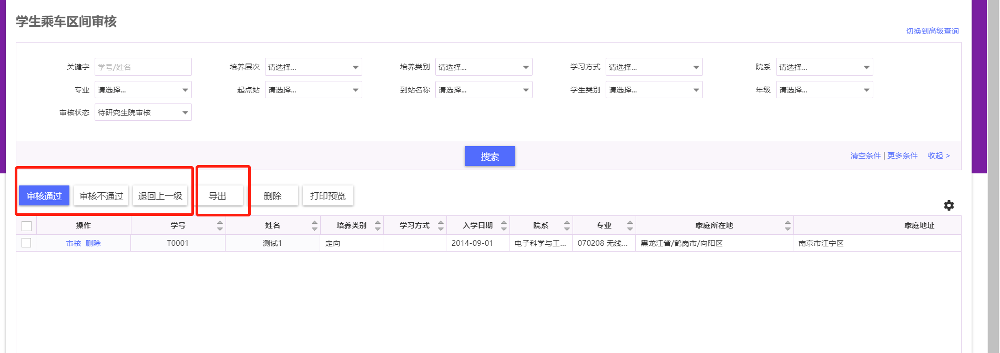 学生乘车区间审核
切换到高级查询
关键字 学号/姓名 培养层次 请选择... 培养类别 请选择... 学习方式 请选择... 院系 请选择...
专业 请选择... 起点站 请选择... 到站名称 请选择... 学生类别 请选择... 年级 请选择...
审核状态 待研究生院审核
搜索 清空条件 | 更多条件 收起 >
审核通过 审核不通过 退回上一级 导出 删除 打印预览
操作 学号 姓名 培养类别 学习方式 入学日期 院系 专业 家庭所在地 家庭地址
审核 删除 T0001 测试1 定向 2014-09-01 电子科学与工... 070208 无线... 黑龙江省/鹤岗市/向阳区 南京市江宁区